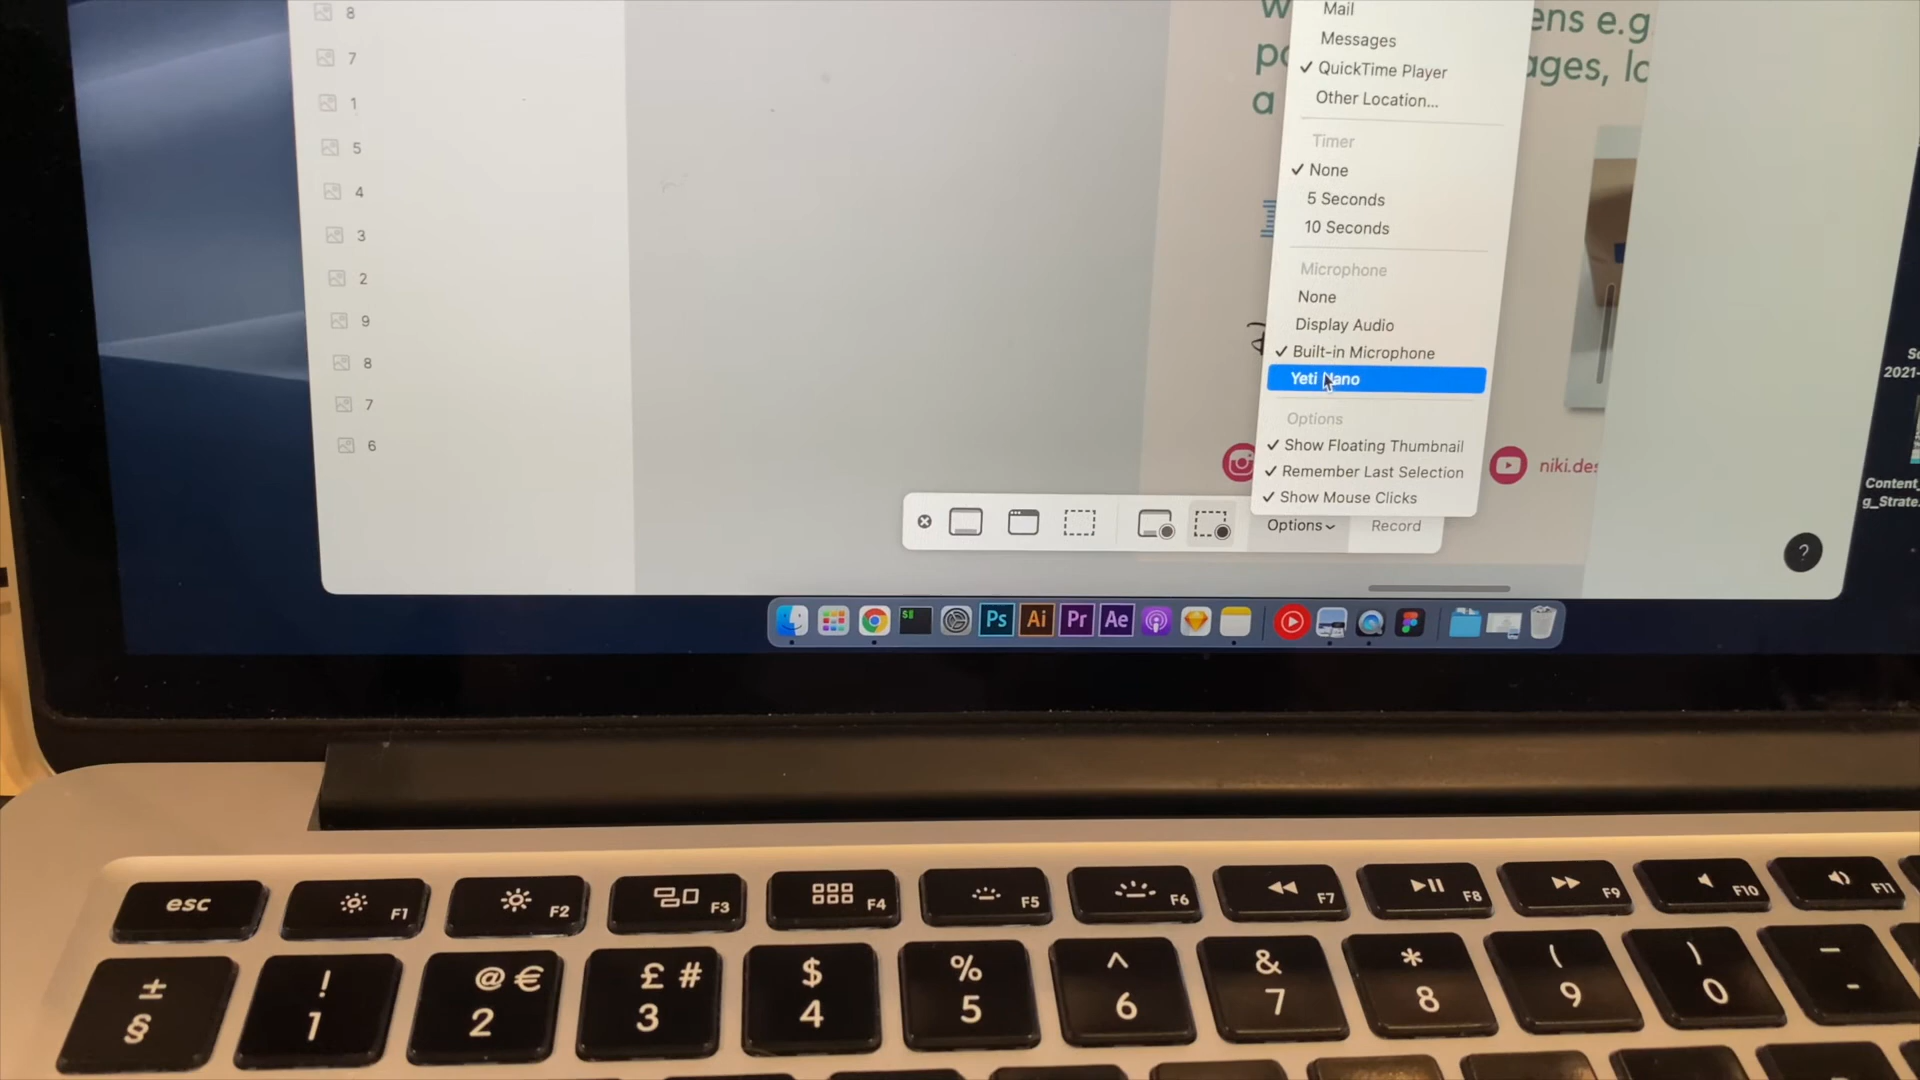 8
7
1
5
4
3
2
9
8
7
6
ens e.g.
ages,
a
Mail
Messages
✓ QuickTime Player
Other Location...
Timer
✓ None
5 Seconds
10 Seconds
Microphone
None
Display Audio
✓ Built-in Microphone
Yeti Nano
Options
✓ Show Floating Thumbnail
✓ Remember Last Selection
✓ Show Mouse Clicks
niki.des
Options
Record
2021-
Content_
g_Strate.
?
Ps Ai Pr Ae
esc F1 F2 F3 F4 F5 F6 F7 F8 F9 F10 F11
± ! @ € £ # $ % ^ & * ( ) –
§ 1 2 3 4 5 6 7 8 9 0 -